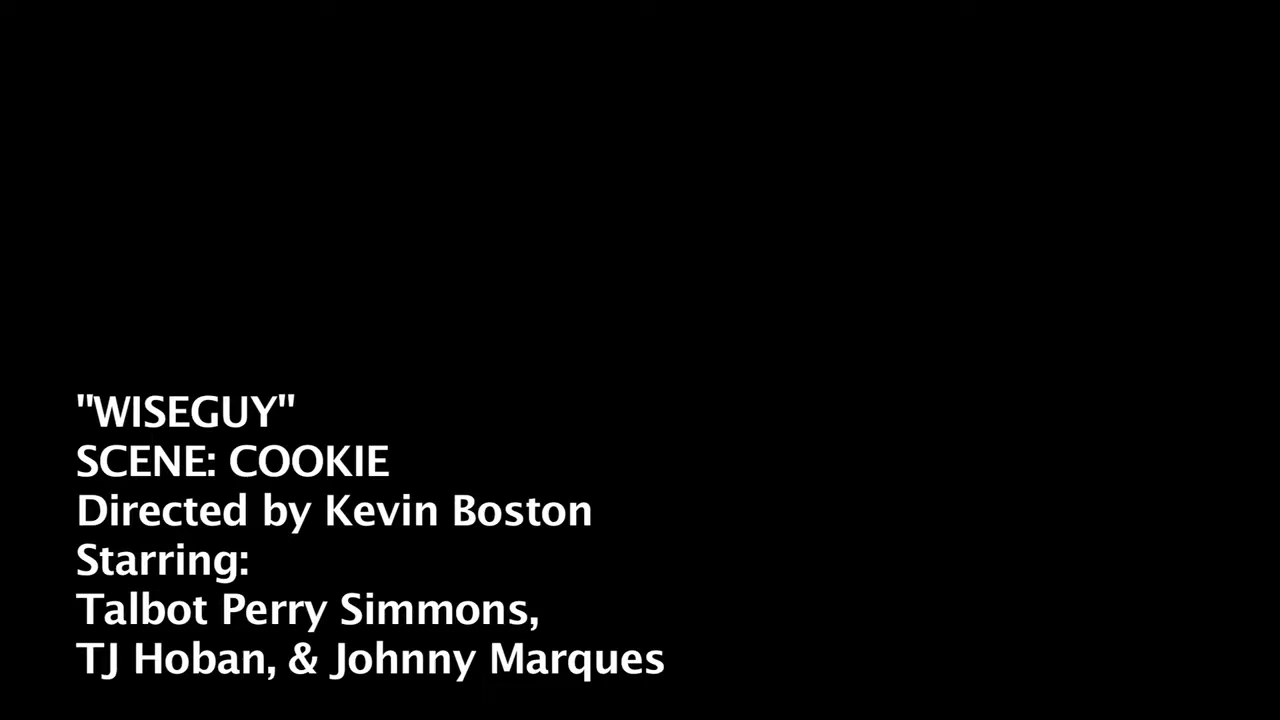 "WISEGUY"
SCENE: COOKIE
Directed by Kevin Boston
Starring:
Talbot Perry Simmons,
TJ Hoban, & Johnny Marques